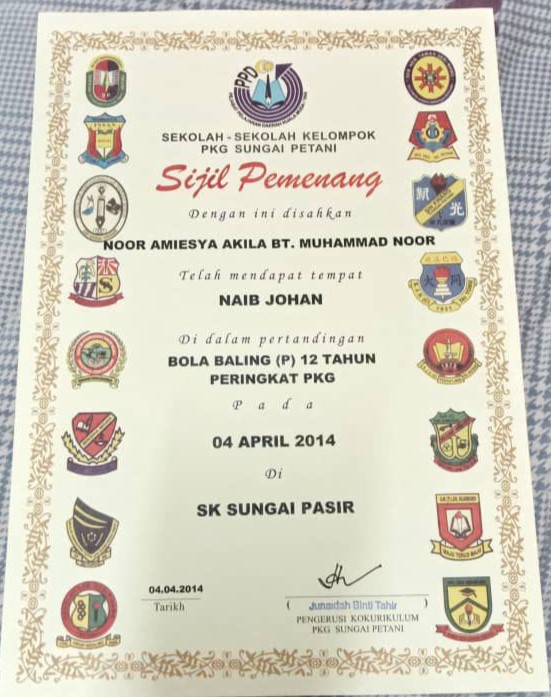 PPD
SEKOLAH - SEKOLAH KELOMPOK
PKG SUNGAI PETANI
Sijil Pemenang
Dengan ini disahkan
NOOR AMIESYA AKILA BT. MUHAMMAD NOOR
Telah mendapat tempat
NAIB JOHAN
Di dalam pertandingan
BOLA BALING (P) 12 TAHUN
PERINGKAT PKG
P a d a
04 APRIL 2014
Di
SK SUNGAI PASIR
04.04.2014
Tarikh
( Junaidah Binti Tahir )
PENGERUSI KOKURIKULUM
PKG SUNGAI PETANI